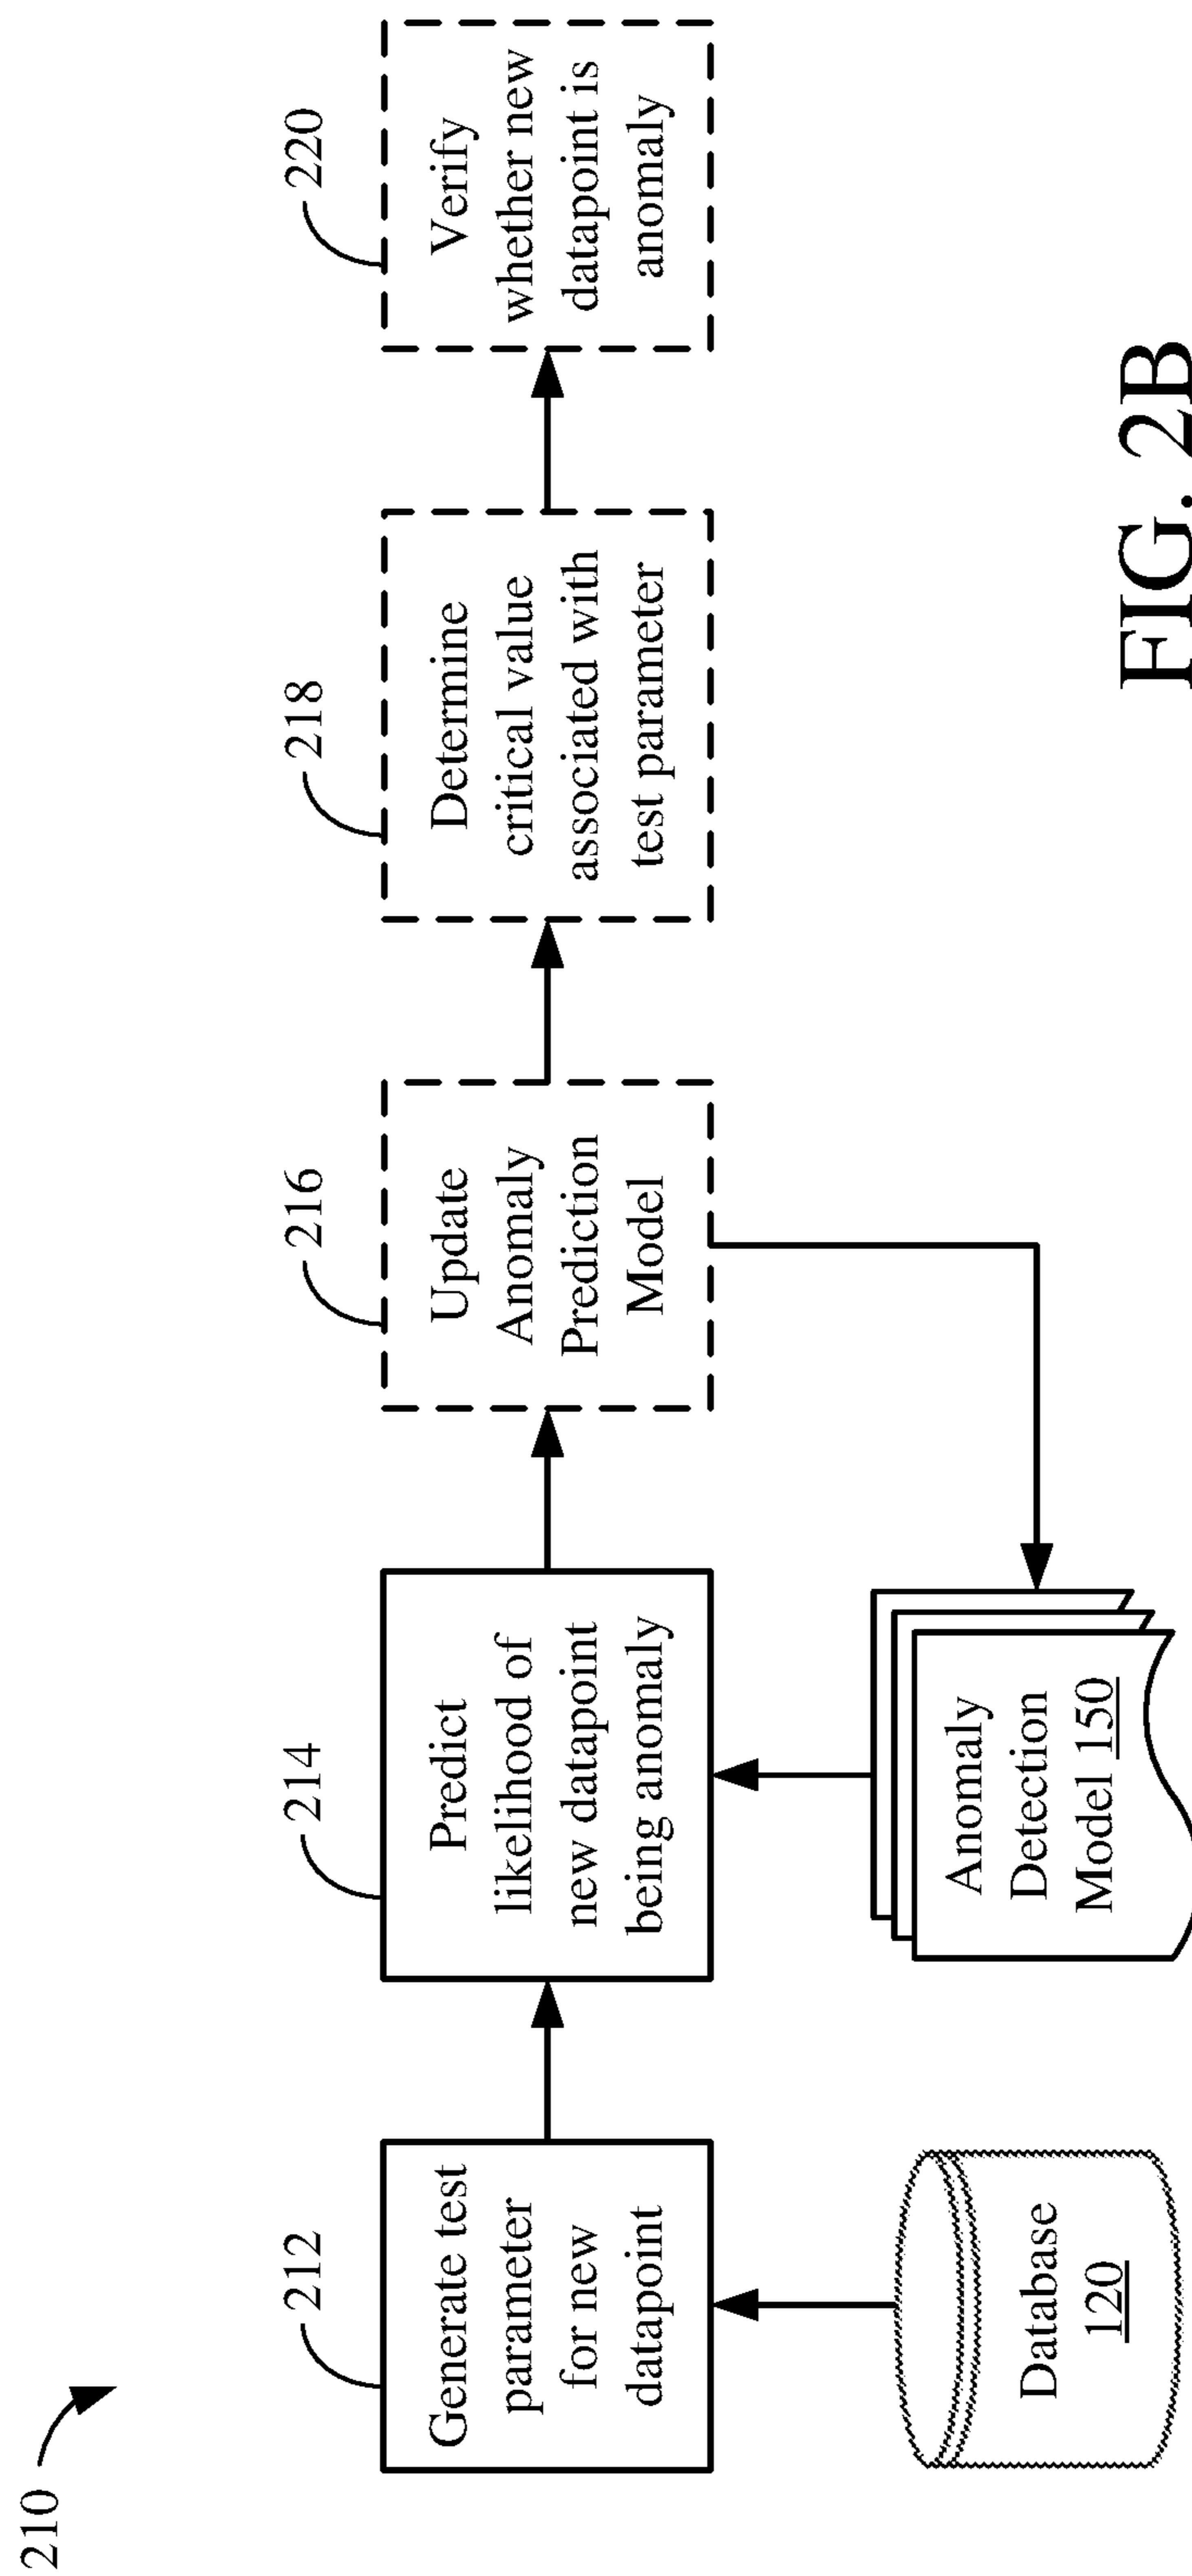 210
212
Generate test
parameter
for new
datapoint
214
Predict
likelihood of
new datapoint
being anomaly
216
Update
Anomaly
Prediction
Model
218
Determine
critical value
associated with
test parameter
220
Verify
whether new
datapoint is
anomaly
Database
120
Anomaly
Detection
Model 150
FIG. 2B